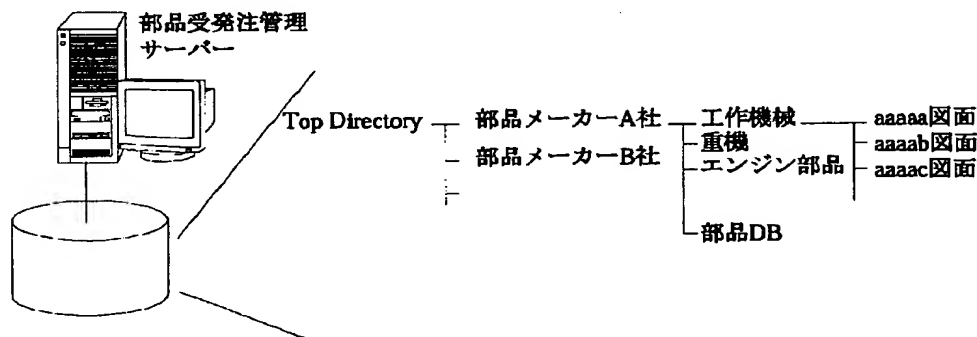 部品受発注管理
サーバー
Top Directory
部品メーカーA社
部品メーカーB社
工作機械
重機
エンジン部品
部品DB
aaaaa図面
aaaab図面
aaaac図面